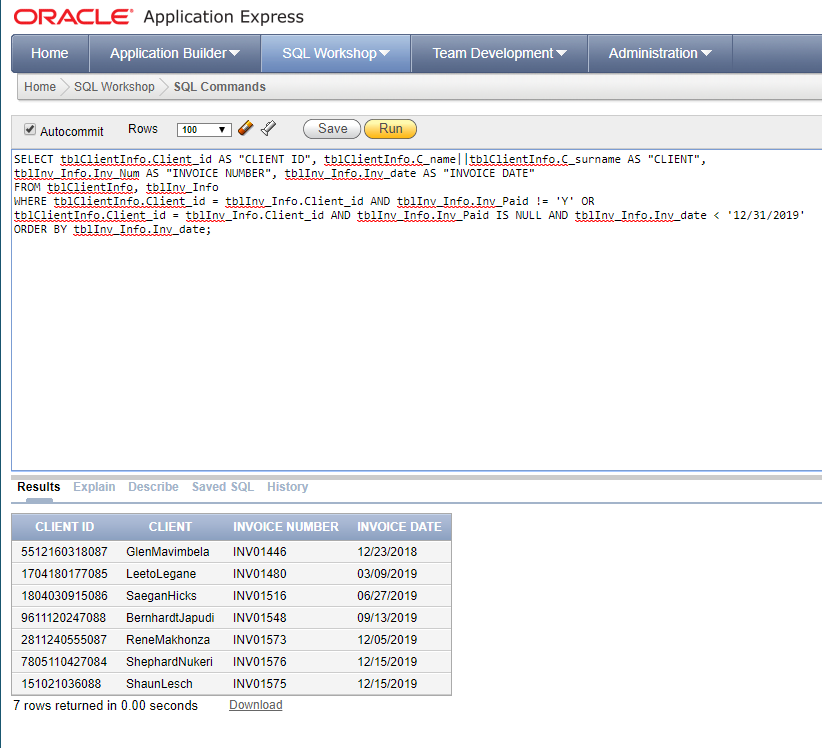 ORACLE® Application Express
Home Application Builder SQL Workshop Team Development Administration
Home SQL Workshop SQL Commands
Autocommit Rows 100 Save Run
SELECT tblClientInfo.Client_id AS "CLIENT ID", tblClientInfo.C_name||tblClientInfo.C_surname AS "CLIENT",
tblInv_Info.Inv_Num AS "INVOICE NUMBER", tblInv_Info.Inv_date AS "INVOICE DATE"
FROM tblClientInfo, tblInv_Info
WHERE tblClientInfo.Client_id = tblInv_Info.Client_id AND tblInv_Info.Inv_Paid != 'Y' OR
tblClientInfo.Client_id = tblInv_Info.Client_id AND tblInv_Info.Inv_Paid IS NULL AND tblInv_Info.Inv_date < '12/31/2019'
ORDER BY tblInv_Info.Inv_date;
Results Explain Describe Saved SQL History
CLIENT ID CLIENT INVOICE NUMBER INVOICE DATE
5512160318087 GlenMavimbela INV01446 12/23/2018
1704180177085 LeetoLegane INV01480 03/09/2019
1804030915086 SaeganHicks INV01516 06/27/2019
9611120247088 BernhardtJapudi INV01548 09/13/2019
2811240555087 ReneMakhonza INV01573 12/05/2019
7805110427084 ShephardNukeri INV01576 12/15/2019
151021036088 ShaunLesch INV01575 12/15/2019
7 rows returned in 0.00 seconds Download